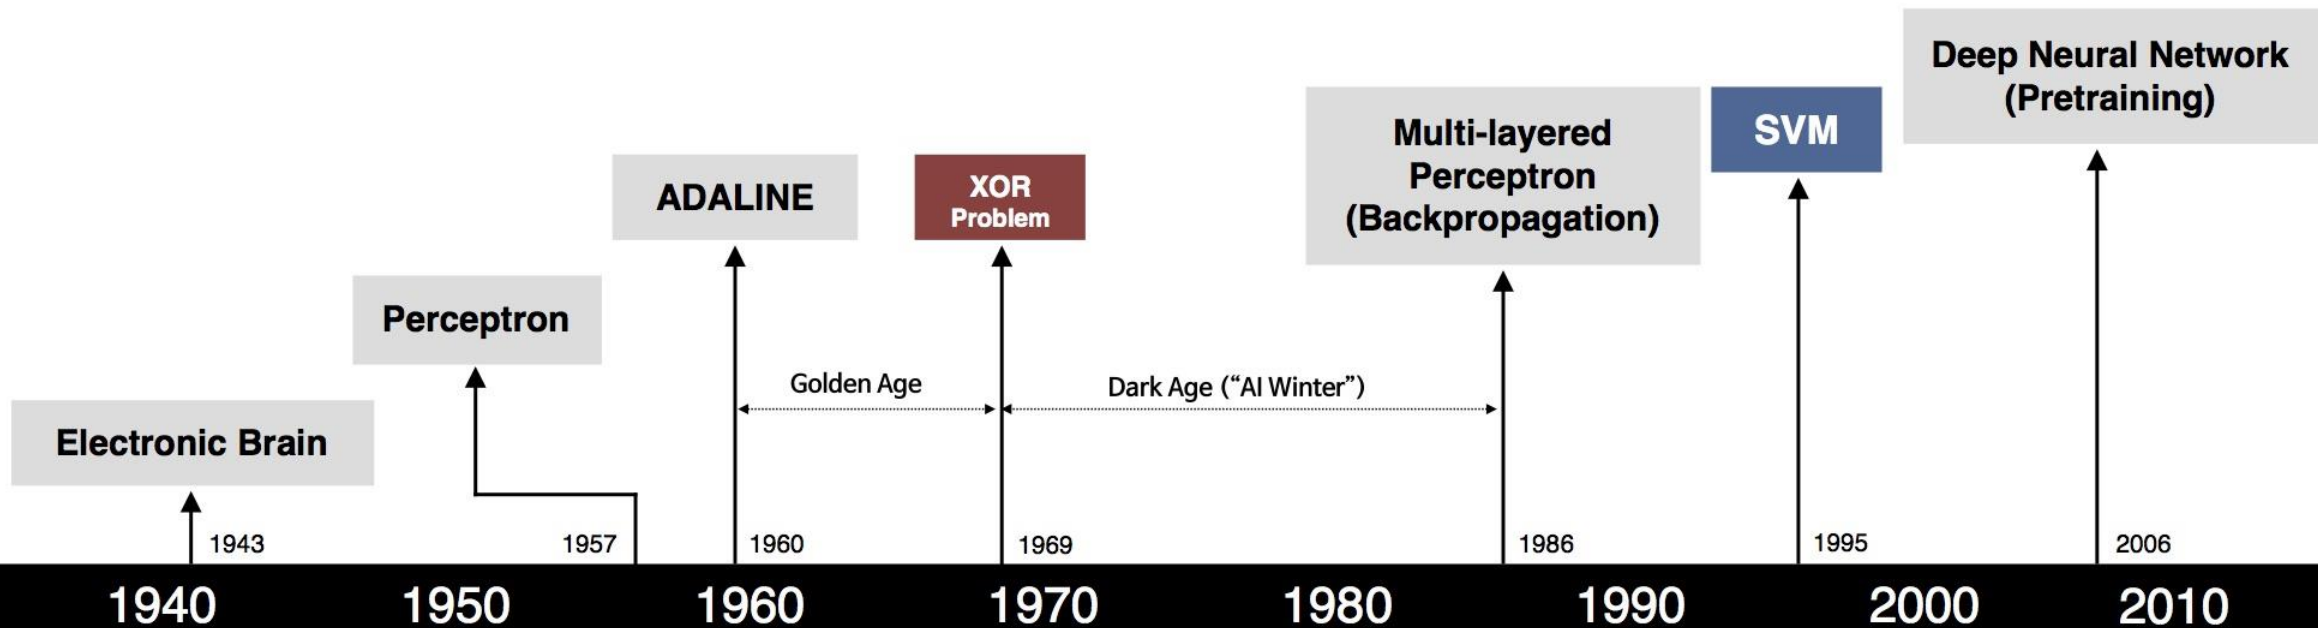 Deep Neural Network
(Pretraining)
Multi-layered
Perceptron
(Backpropagation)
SVM
ADALINE
XOR
Problem
Perceptron
Golden Age
Dark Age (“AI Winter”)
Electronic Brain
1943
1957
1960
1969
1986
1995
2006
1940 1950 1960 1970 1980 1990 2000 2010